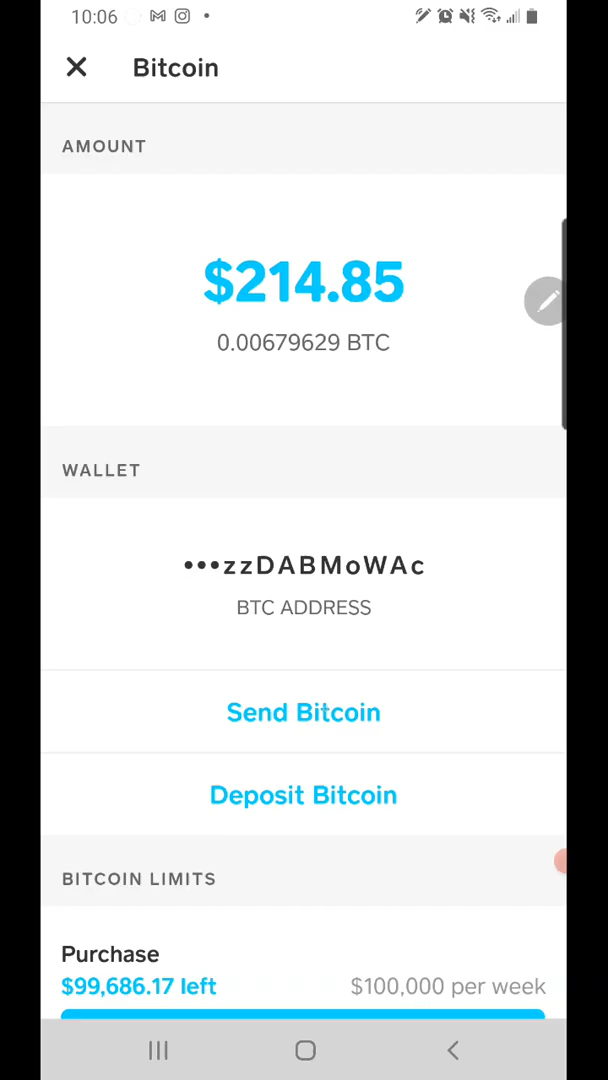 10:06
Bitcoin
AMOUNT
$214.85
0.00679629 BTC
WALLET
•••zzDABMoWAc
BTC ADDRESS
Send Bitcoin
Deposit Bitcoin
BITCOIN LIMITS
Purchase
$99,686.17 left $100,000 per week